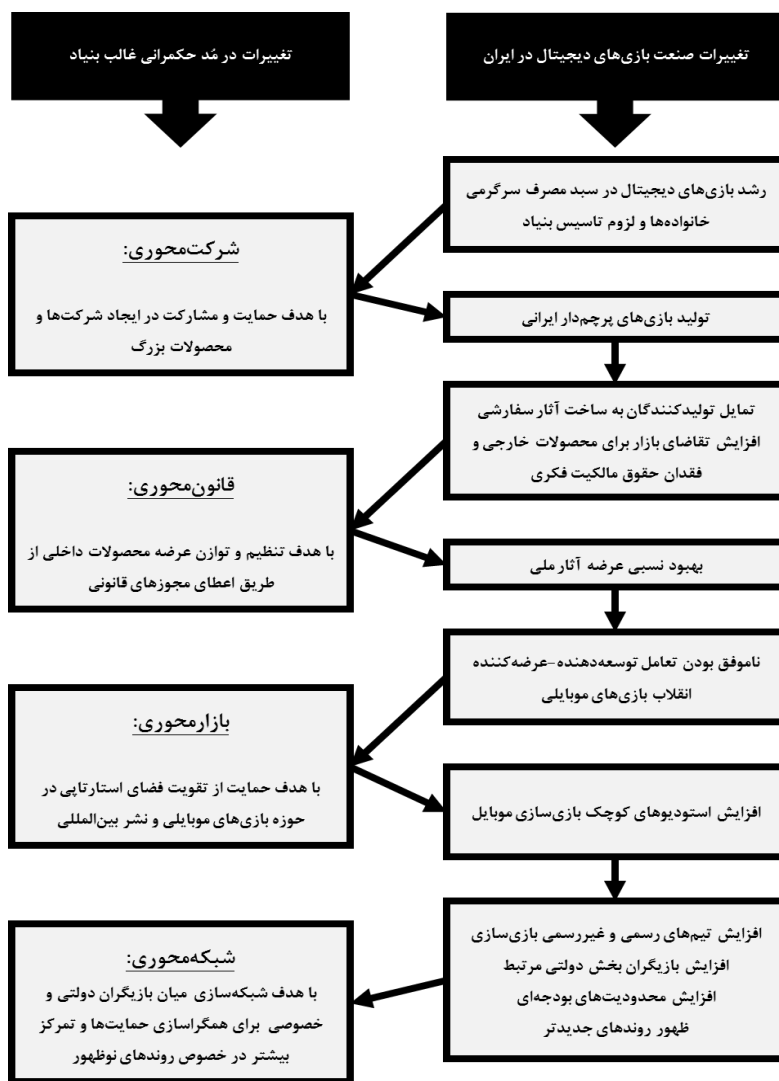 تغییرات صنعت بازی‌های دیجیتال در ایران
تغییرات در مُد حکمرانی غالب بنیاد
رشد بازی‌های دیجیتال در سبد مصرف سرگرمی
خانواده‌ها و لزوم تاسیس بنیاد
شرکت‌محوری:
با هدف حمایت و مشارکت در ایجاد شرکت‌ها و
محصولات بزرگ
تولید بازی‌های پرچم‌دار ایرانی
تمایل تولیدکنندگان به ساخت آثار سفارشی
افزایش تقاضای بازار برای محصولات خارجی و
فقدان حقوق مالکیت فکری
قانون‌محوری:
با هدف تنظیم و توازن عرضه محصولات داخلی از
طریق اعطای مجوزهای قانونی
بهبود نسبی عرضه آثار ملی
ناموفق بودن تعامل توسعه‌دهنده-عرضه‌کننده
انقلاب بازی‌های موبایلی
بازارمحوری:
با هدف حمایت از تقویت فضای استارتاپی در
حوزه بازی‌های موبایلی و نشر بین‌المللی
افزایش استودیوهای کوچک بازی‌سازی موبایل
افزایش تیم‌های رسمی و غیررسمی بازی‌سازی
افزایش بازیگران بخش دولتی مرتبط
افزایش محدودیت‌های بودجه‌ای
ظهور روندهای جدیدتر
شبکه‌محوری:
با هدف شبکه‌سازی میان بازیگران دولتی و
خصوصی برای همگراسازی حمایت‌ها و تمرکز
بیشتر در خصوص روندهای نوظهور